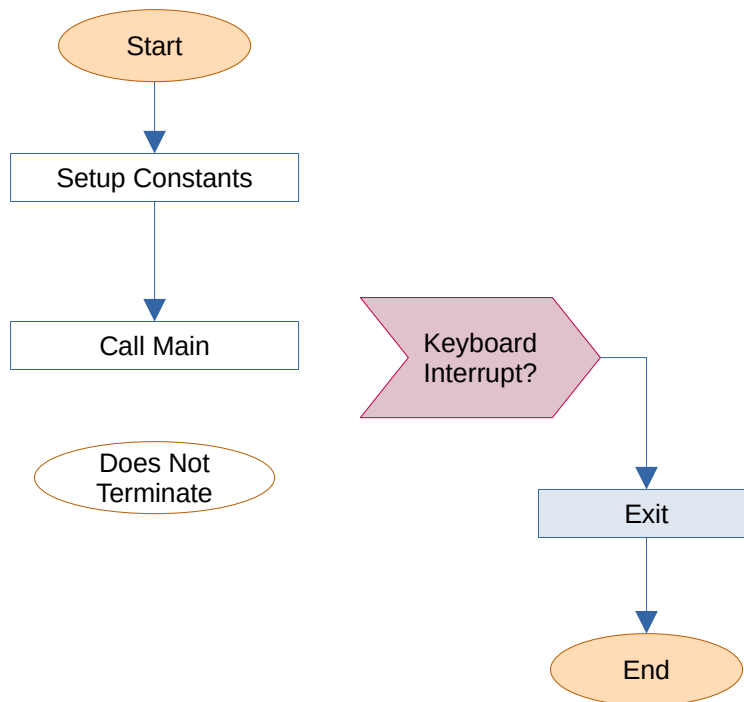 Start
Setup Constants
Call Main
Keyboard
Interrupt?
Does Not
Terminate
Exit
End